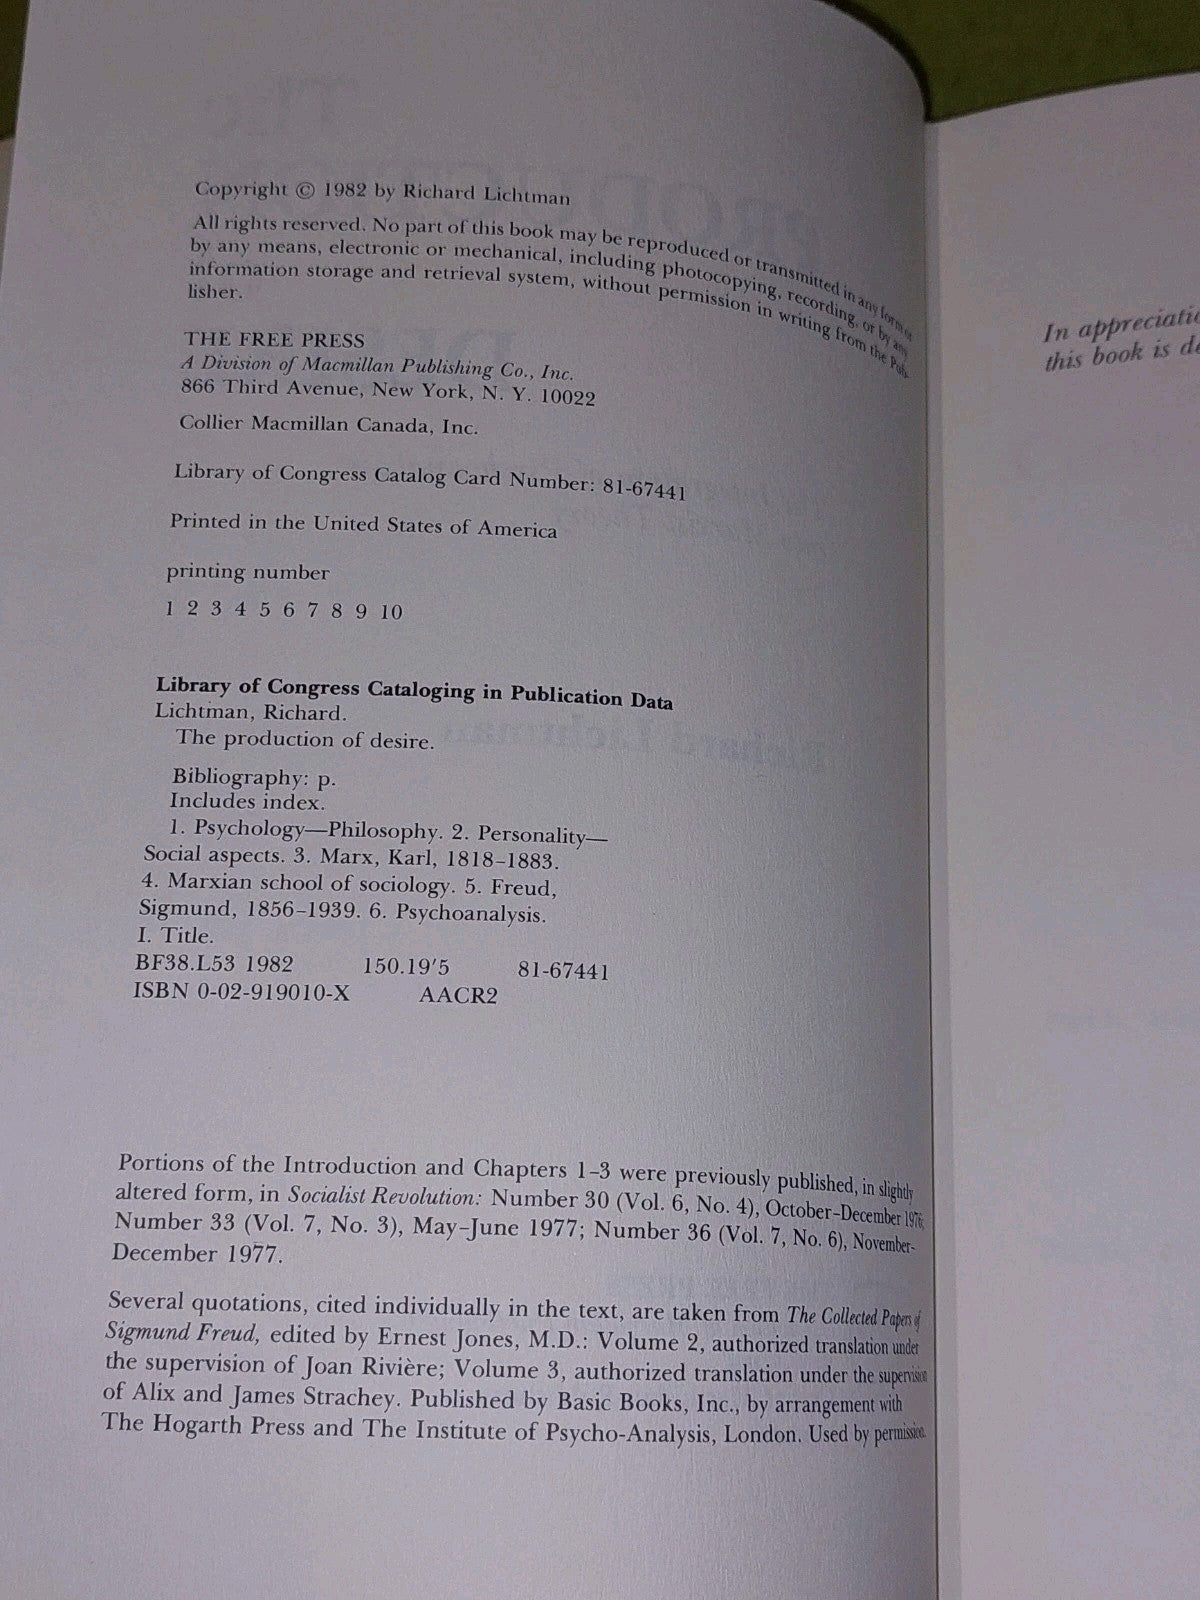 Copyright © 1982 by Richard Lichtman
All rights reserved. No part of this book may be reproduced or transmitted in any form or
by any means, electronic or mechanical, including photocopying, recording, or by any
information storage and retrieval system, without permission in writing from the Pub-
lisher.
THE FREE PRESS
A Division of Macmillan Publishing Co., Inc.
866 Third Avenue, New York, N. Y. 10022
Collier Macmillan Canada, Inc.
Library of Congress Catalog Card Number: 81-67441
Printed in the United States of America
printing number
1 2 3 4 5 6 7 8 9 10
Library of Congress Cataloging in Publication Data
Lichtman, Richard.
The production of desire.
Bibliography: p.
Includes index.
1. Psychology—Philosophy. 2. Personality—
Social aspects. 3. Marx, Karl, 1818–1883.
4. Marxian school of sociology. 5. Freud,
Sigmund, 1856–1939. 6. Psychoanalysis.
I. Title.
BF38.L53 1982 150.19'5 81-67441
ISBN 0-02-919010-X AACR2
Portions of the Introduction and Chapters 1–3 were previously published, in slightly
altered form, in Socialist Revolution: Number 30 (Vol. 6, No. 4), October–December 1976;
Number 33 (Vol. 7, No. 3), May–June 1977; Number 36 (Vol. 7, No. 6), November–
December 1977.
Several quotations, cited individually in the text, are taken from The Collected Papers of
Sigmund Freud, edited by Ernest Jones, M.D.: Volume 2, authorized translation under
the supervision of Joan Rivière; Volume 3, authorized translation under the supervision
of Alix and James Strachey. Published by Basic Books, Inc., by arrangement with
The Hogarth Press and The Institute of Psycho-Analysis, London. Used by permission.
In appreciatio
this book is de